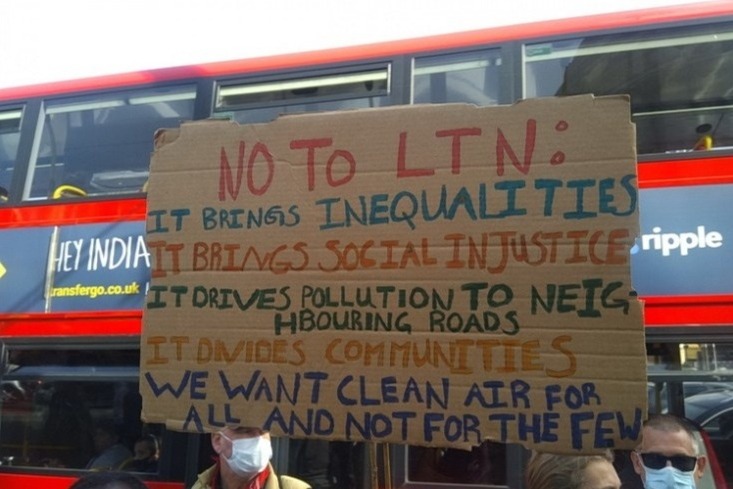 NO TO LTN:
IT BRINGS INEQUALITIES
IT BRINGS SOCIAL INJUSTICE
IT DRIVES POLLUTION TO NEIG-
HBOURING ROADS
IT DIVIDES COMMUNITIES
WE WANT CLEAN AIR FOR
ALL AND NOT FOR THE FEW
HEY INDIA
ransfergo.co.uk
ripple